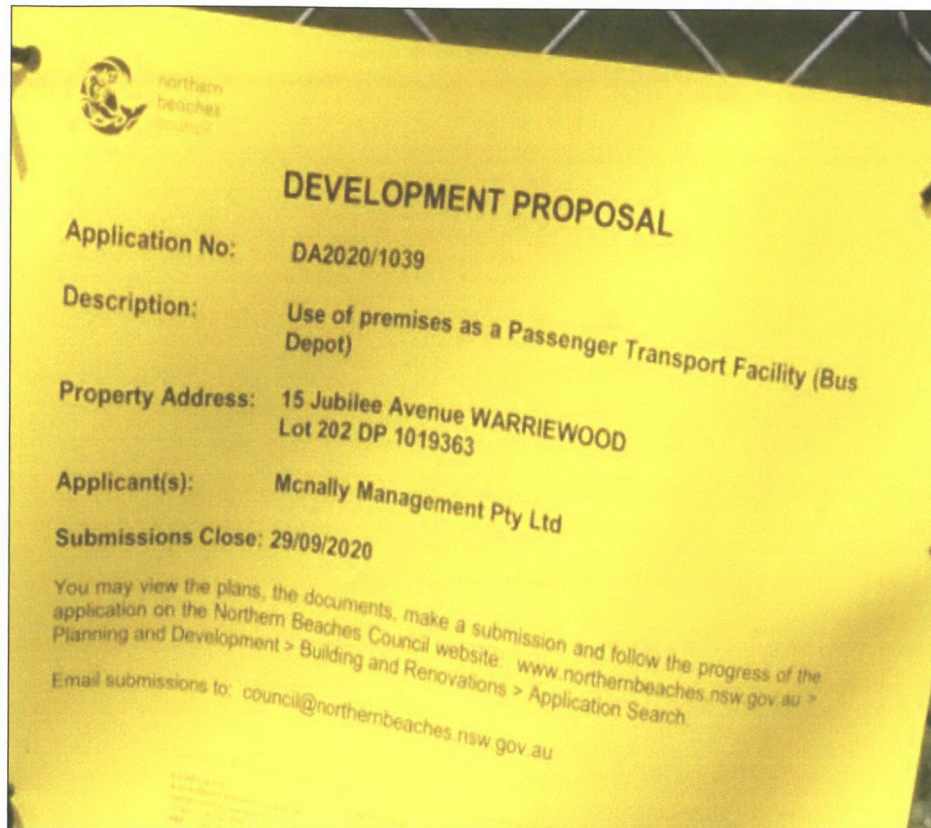 northern
beaches
council
DEVELOPMENT PROPOSAL
Application No: DA2020/1039
Description: Use of premises as a Passenger Transport Facility (Bus
Depot)
Property Address: 15 Jubilee Avenue WARRIEWOOD
Lot 202 DP 1019363
Applicant(s): Mcnally Management Pty Ltd
Submissions Close: 29/09/2020
You may view the plans, the documents, make a submission and follow the progress of the
application on the Northern Beaches Council website: www.northernbeaches.nsw.gov.au >
Planning and Development > Building and Renovations > Application Search.
Email submissions to: council@northernbeaches.nsw.gov.au